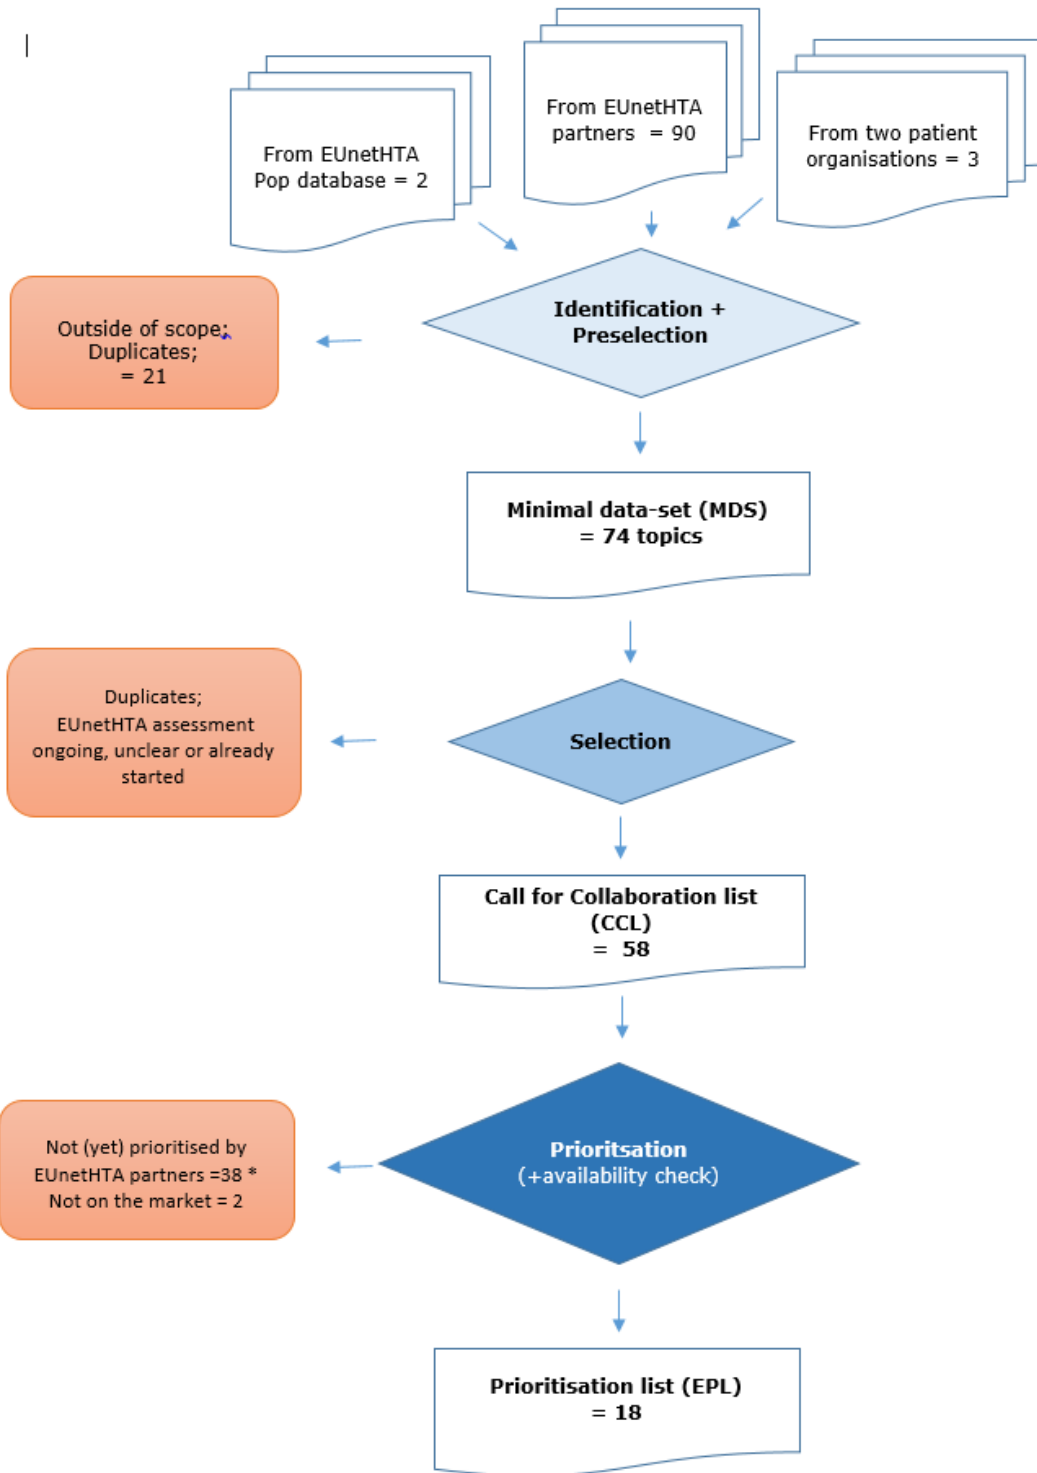 From EUnetHTA
Pop database = 2
From EUnetHTA
partners = 90
From two patient
organisations = 3
Identification +
Preselection
Outside of scope;
Duplicates;
= 21
Minimal data-set (MDS)
= 74 topics
Selection
Duplicates;
EUnetHTA assessment
ongoing, unclear or already
started
Call for Collaboration list
(CCL)
= 58
Prioritsation
(+availability check)
Not (yet) prioritised by
EUnetHTA partners =38 *
Not on the market = 2
Prioritisation list (EPL)
= 18